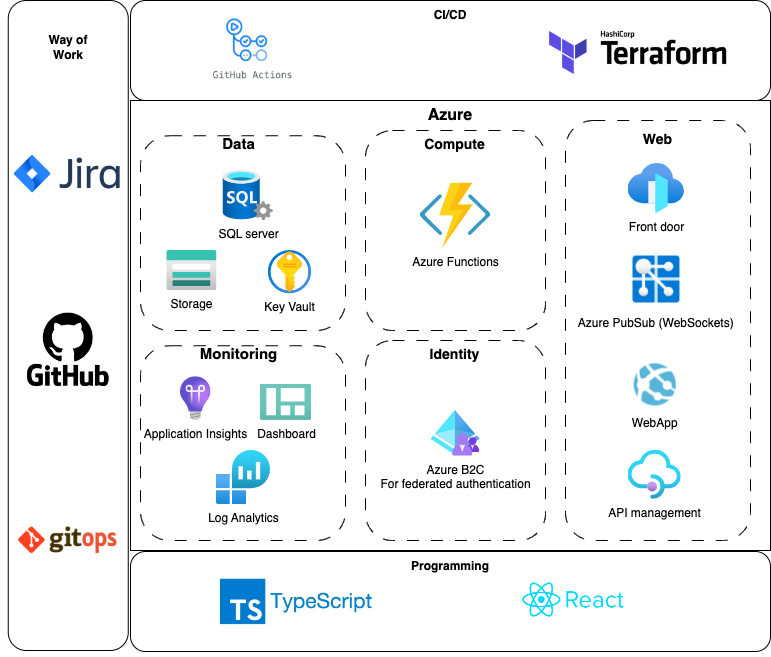 Way of
Work
Jira
GitHub
gitops
CI/CD
GitHub Actions
HashiCorp
Terraform
Azure
Data
SQL
SQL server
Storage
Key Vault
Compute
Azure Functions
Web
Front door
Azure PubSub (WebSockets)
WebApp
API management
Monitoring
Application Insights
Dashboard
Log Analytics
Identity
Azure B2C
For federated authentication
Programming
TS
TypeScript
React